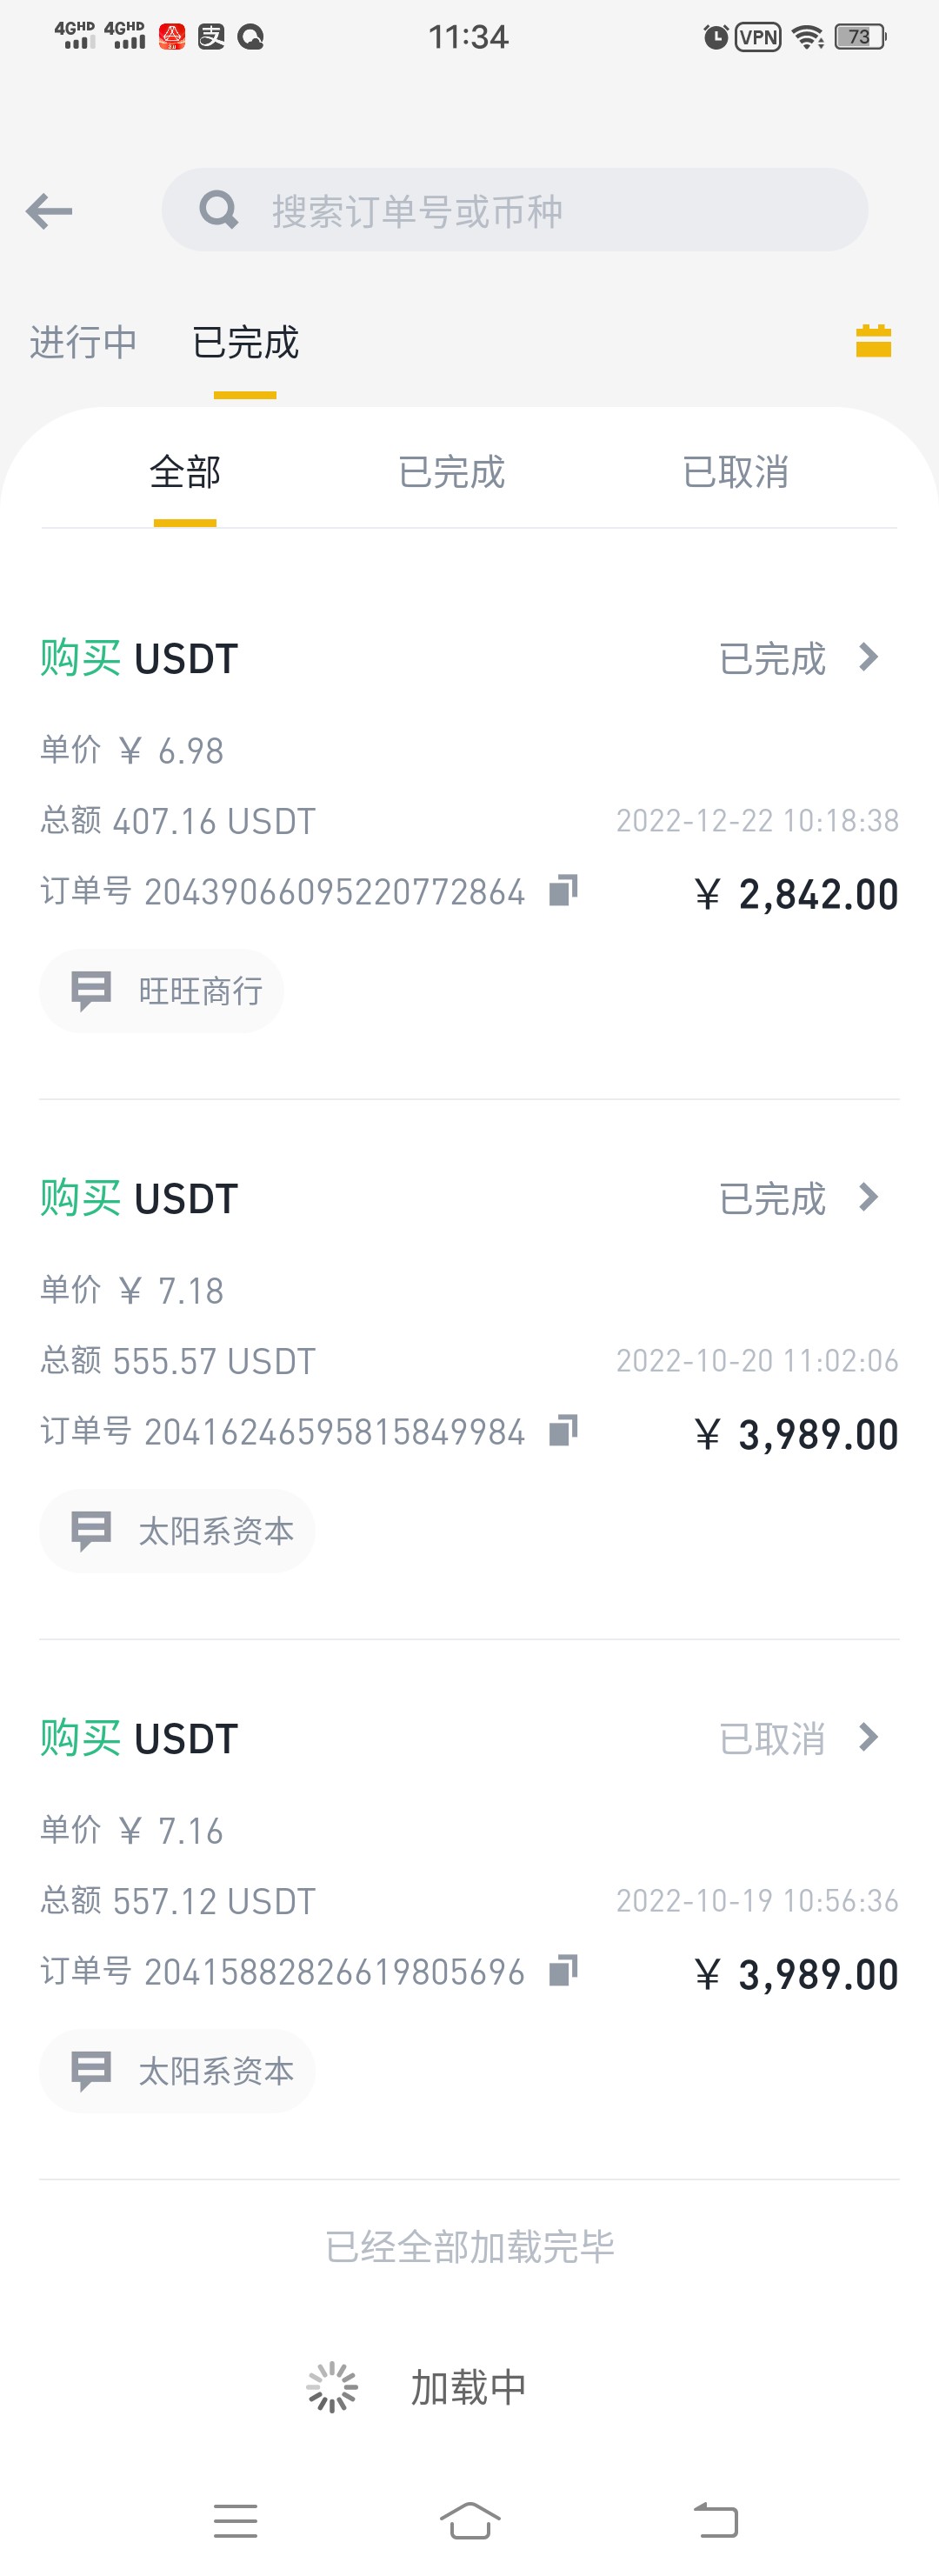 4GHD 4GHD 支 11:34 VPN 73
搜索订单号或币种
进行中 已完成
全部 已完成 已取消
购买 USDT 已完成
单价 ¥ 6.98
总额 407.16 USDT 2022-12-22 10:18:38
订单号 20439066095220772864 ¥ 2,842.00
旺旺商行
购买 USDT 已完成
单价 ¥ 7.18
总额 555.57 USDT 2022-10-20 11:02:06
订单号 20416246595815849984 ¥ 3,989.00
太阳系资本
购买 USDT 已取消
单价 ¥ 7.16
总额 557.12 USDT 2022-10-19 10:56:36
订单号 20415882826619805696 ¥ 3,989.00
太阳系资本
已经全部加载完毕
加载中